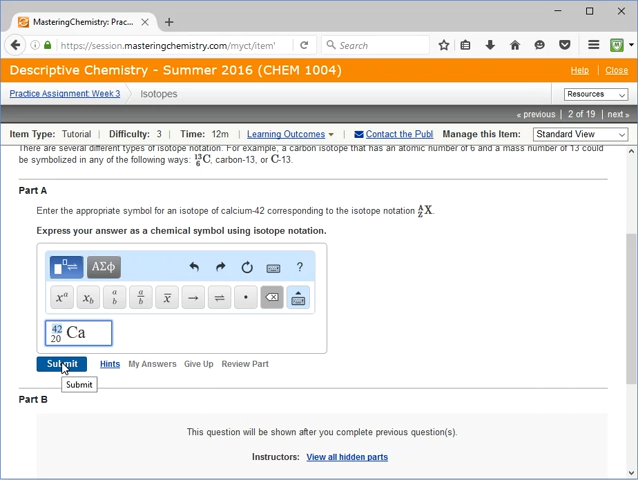 MasteringChemistry: Prac...
https://session.masteringchemistry.com/myct/item'
Search
Descriptive Chemistry - Summer 2016 (CHEM 1004)
Help | Close
Practice Assignment: Week 3
Isotopes
Resources
« previous | 2 of 19 | next »
Item Type: Tutorial | Difficulty: 3 | Time: 12m | Learning Outcomes | Contact the Publ | Manage this Item: Standard View
There are several different types of isotope notation. For example, a carbon isotope that has an atomic number of 6 and a mass number of 13 could
be symbolized in any of the following ways: ¹³₆C, carbon-13, or C-13.
Part A
Enter the appropriate symbol for an isotope of calcium-42 corresponding to the isotope notation ᴬ_ZX.
Express your answer as a chemical symbol using isotope notation.
ΑΣφ
?
xᵃ x_b a/b a/b x̅ → ⇌ •
⁴²₂₀ Ca
Submit Hints My Answers Give Up Review Part
Submit
Part B
This question will be shown after you complete previous question(s).
Instructors: View all hidden parts